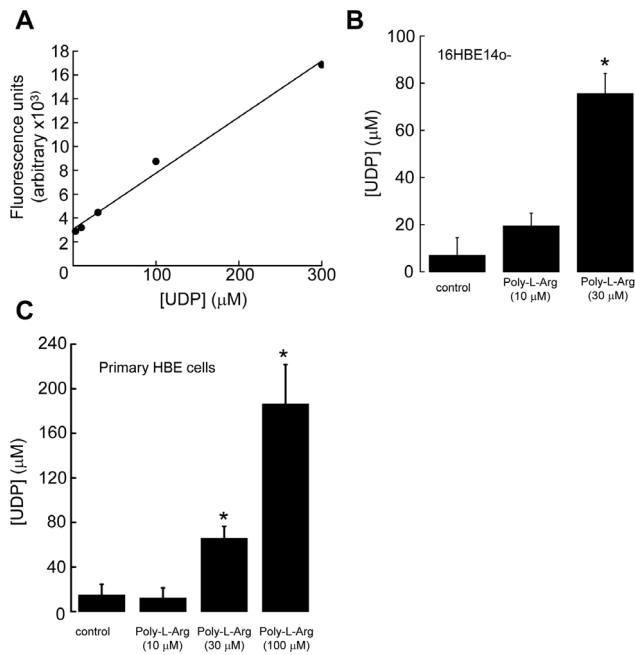 A
Fluorescence units
(arbitrary x10³)
18
16
14
12
10
8
6
4
2
0
100
200
300
[UDP] (µM)
B
16HBE14o-
[UDP] (µM)
100
80
60
40
20
0
*
control
Poly-L-Arg
(10 µM)
Poly-L-Arg
(30 µM)
C
Primary HBE cells
[UDP] (µM)
240
200
160
120
80
40
0
*
*
control
Poly-L-Arg
(10 µM)
Poly-L-Arg
(30 µM)
Poly-L-Arg
(100 µM)